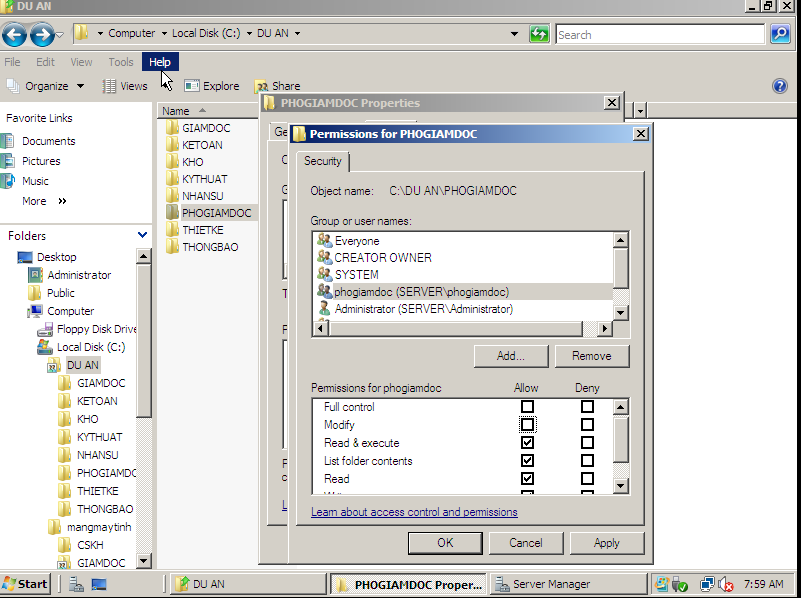 DU AN
Computer Local Disk (C:) DU AN
Search
File Edit View Tools Help
Organize Views Explore Share
Favorite Links
Documents
Pictures
Music
More »
Folders
Desktop
Administrator
Public
Computer
Floppy Disk Drive
Local Disk (C:)
DU AN
GIAMDOC
KETOAN
KHO
KYTHUAT
NHANSU
PHOGIAMDC
THIETKE
THONGBAO
mangmaytinh
CSKH
GIAMDOC
Name
GIAMDOC
KETOAN
KHO
KYTHUAT
NHANSU
PHOGIAMDOC
THIETKE
THONGBAO
PHOGIAMDOC Properties
Ge
Permissions for PHOGIAMDOC
Security
Object name: C:\DU AN\PHOGIAMDOC
Group or user names:
Everyone
CREATOR OWNER
SYSTEM
phogiamdoc (SERVER\phogiamdoc)
Administrator (SERVER\Administrator)
Add... Remove
Permissions for phogiamdoc Allow Deny
Full control
Modify
Read & execute
List folder contents
Read
Learn about access control and permissions
OK Cancel Apply
Start DU AN PHOGIAMDOC Proper... Server Manager 7:59 AM